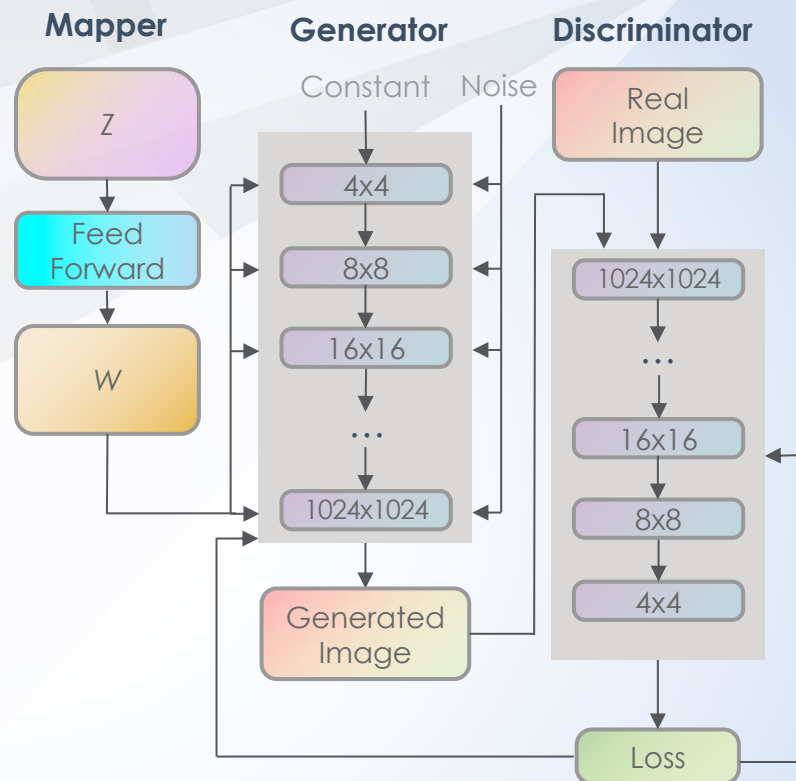 Mapper
Z
Feed
Forward
W
Generator
Constant
Noise
4x4
8x8
16x16
...
1024x1024
Generated
Image
Discriminator
Real
Image
1024x1024
...
16x16
8x8
4x4
Loss